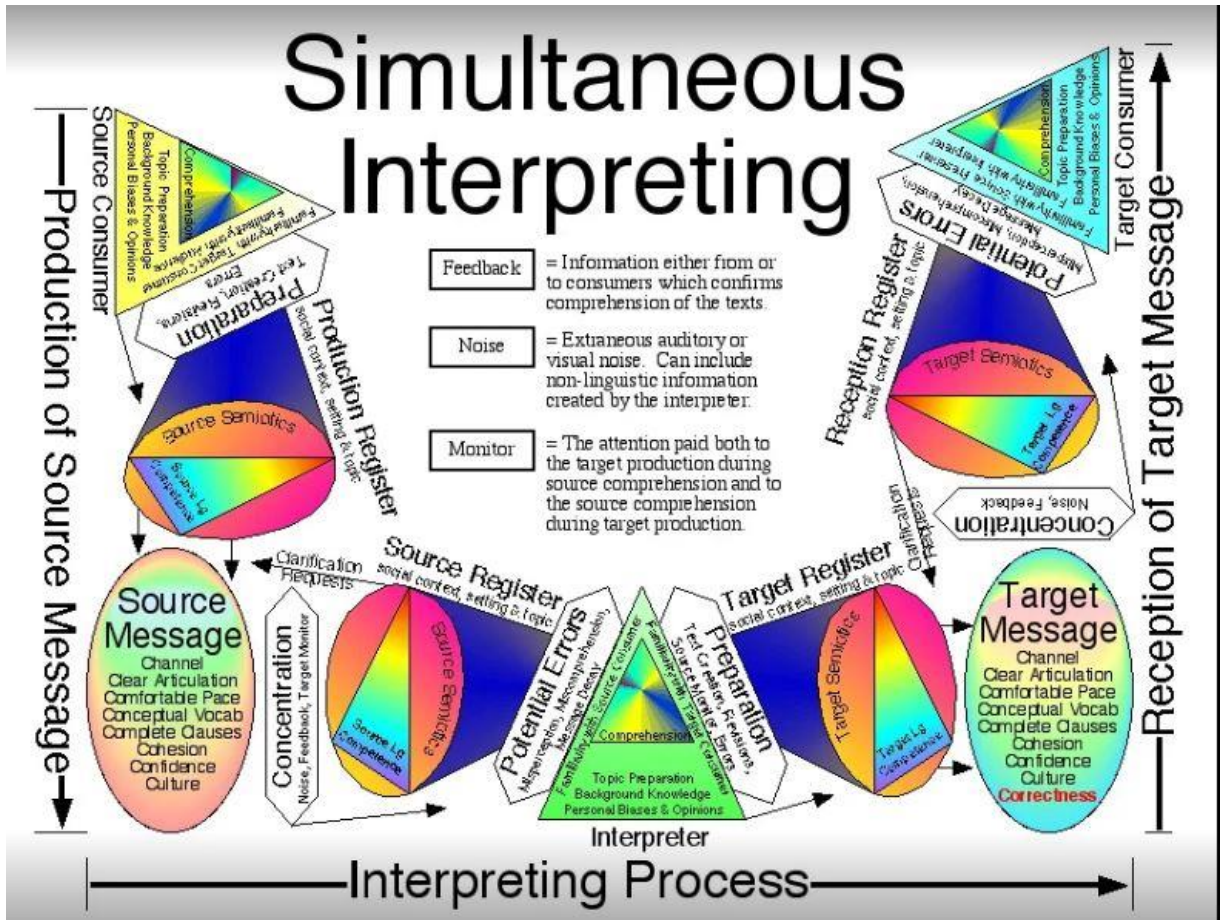 Simultaneous
Interpreting
Feedback
= Information either from or
to consumers which confirms
comprehension of the texts.
Noise
= Extraneous auditory or
visual noise. Can include
non-linguistic information
created by the interpreter.
Monitor
= The attention paid both to
the target production during
source comprehension and to
the source comprehension
during target production.
Production of Source Message
Source Consumer
Comprehension
Topic Preparation
Background Knowledge
Personal Biases & Opinions
Familiarity with Target Consumer
Familiarity with Audience
Preparation
Text Creation, Revisions,
Errors
Production Register
social context, setting & topic
Source Semiotics
Source Lg
Competence
Source
Message
Channel
Clear Articulation
Comfortable Pace
Conceptual Vocab
Complete Clauses
Cohesion
Confidence
Culture
Clarification
Requests
Concentration
Noise, Feedback, Target Monitor
Source Register
social context, setting & topic
Source Semiotics
Source Lg
Competence
Potential Errors
Misperception, Miscomprehension,
Message Decay
Familiarity with Source Consumer
Familiarity with Target Consumer
Comprehension
Topic Preparation
Background Knowledge
Personal Biases & Opinions
Interpreter
Preparation
Text Creation, Revisions,
Source Monitor, Errors
Target Register
social context, setting & topic
Target Semiotics
Target Lg
Competence
Target
Message
Channel
Clear Articulation
Comfortable Pace
Conceptual Vocab
Complete Clauses
Cohesion
Confidence
Culture
Correctness
Clarification
Requests
Concentration
Noise, Feedback
Target Semiotics
Target Lg
Competence
Reception Register
social context, setting & topic
Potential Errors
Misperception, Miscomprehension,
Message Decay
Familiarity with Source Presenter
Familiarity with Interpreter
Comprehension
Topic Preparation
Background Knowledge
Personal Biases & Opinions
Target Consumer
Reception of Target Message
Interpreting Process